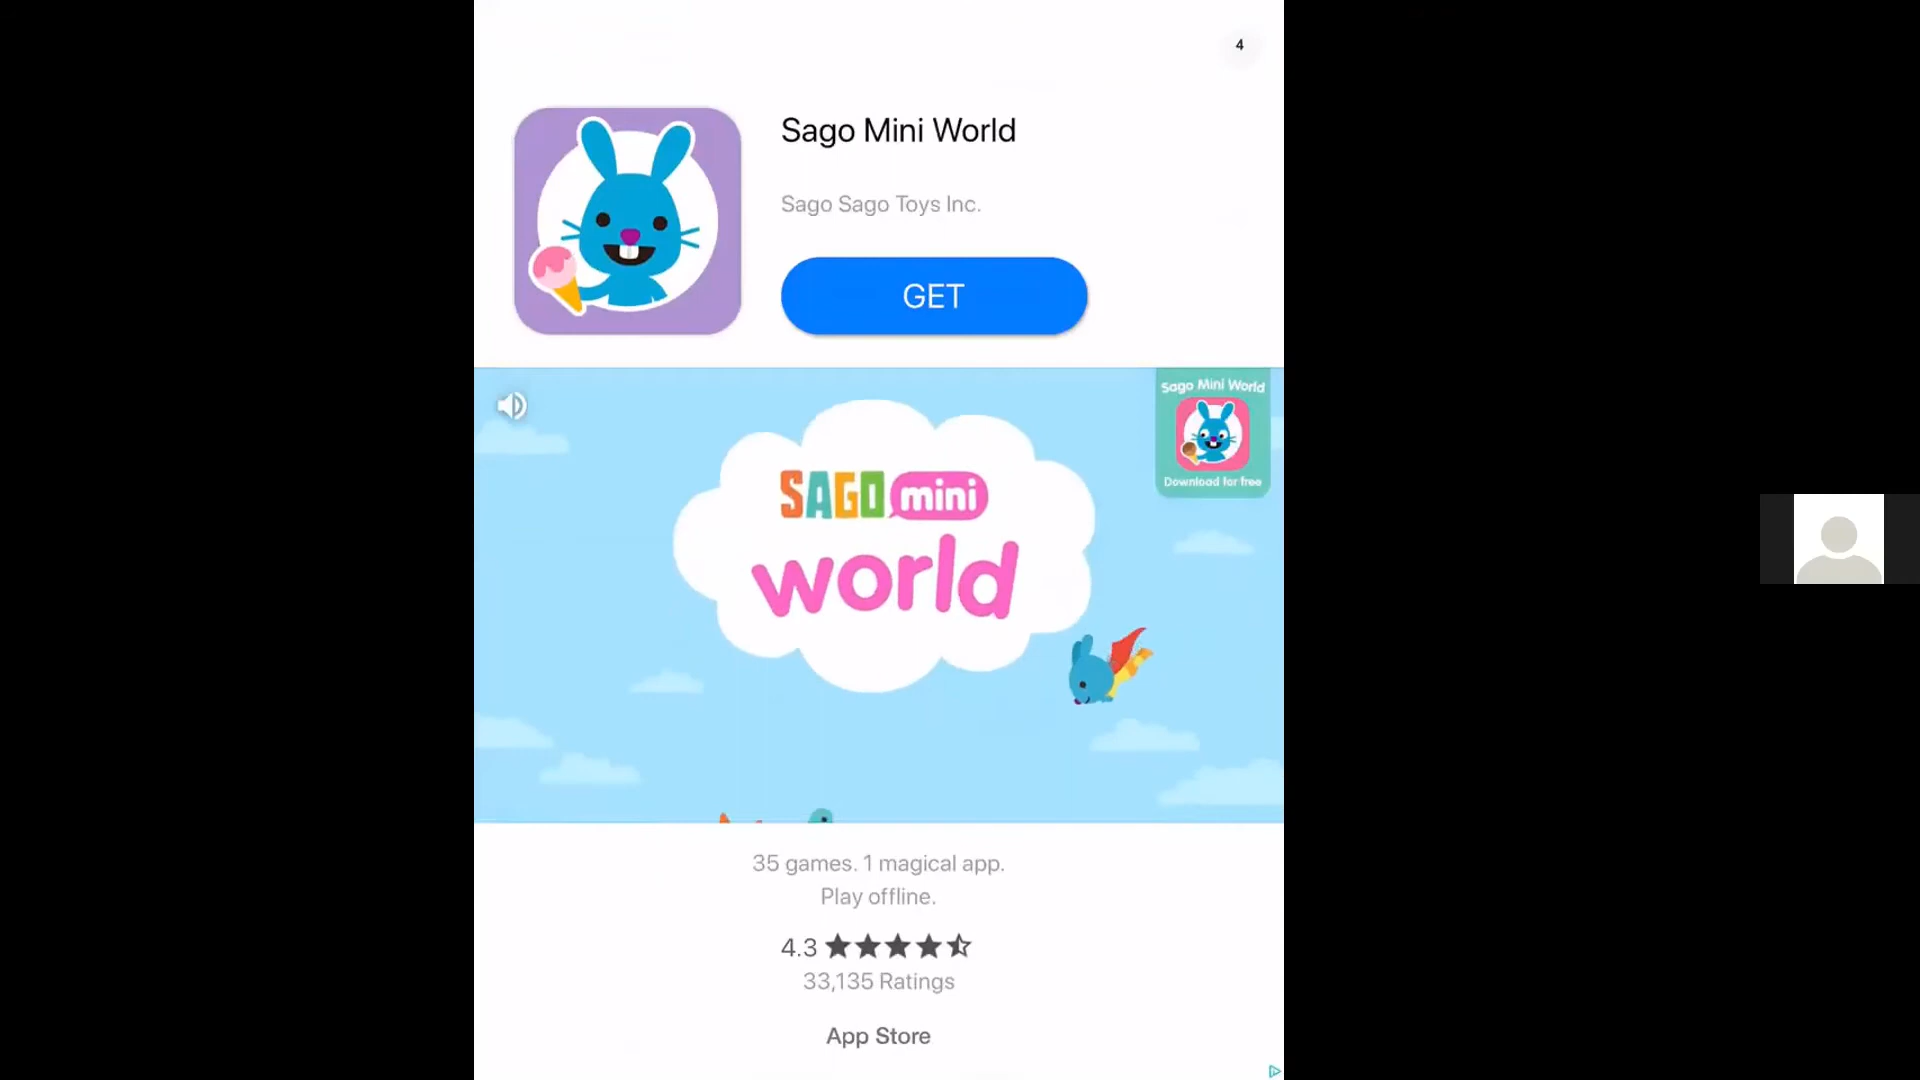 4
Sago Mini World
Sago Sago Toys Inc.
GET
Sago Mini World
Download for free
SAGO mini
world
35 games. 1 magical app.
Play offline.
4.3
33,135 Ratings
App Store